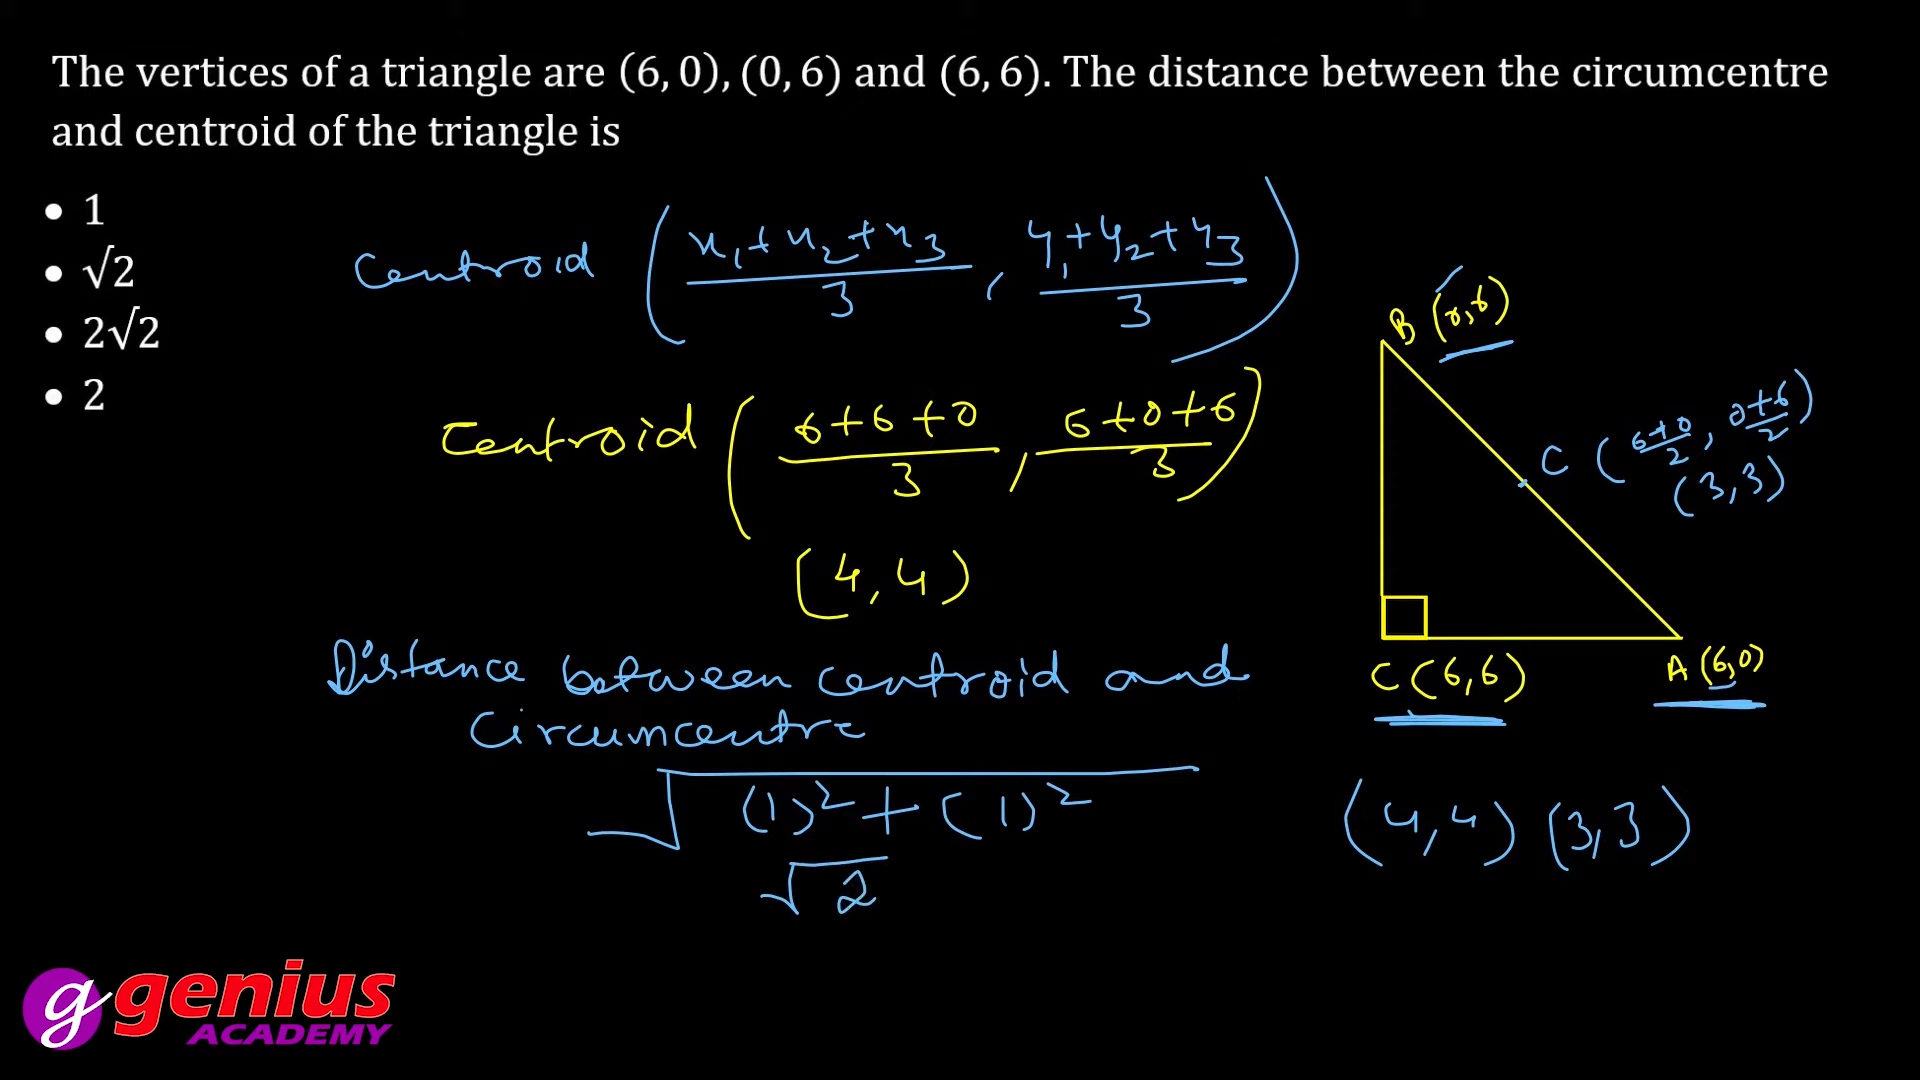 The vertices of a triangle are (6, 0), (0, 6) and (6, 6). The distance between the circumcentre
and centroid of the triangle is
• 1
• √2
• 2√2
• 2
Centroid ( x₁+x₂+x₃ / 3 , y₁+y₂+y₃ / 3 )
Centroid ( 6+6+0 / 3 , 6+0+6 / 3 )
(4, 4)
Distance between centroid and
circumcentre
√ (1)² + (1)²
√2
B (0,6)
C ( 6+0 / 2 , 0+6 / 2 )
(3,3)
C (6,6)
A (6,0)
(4,4) (3,3)
g genius
ACADEMY